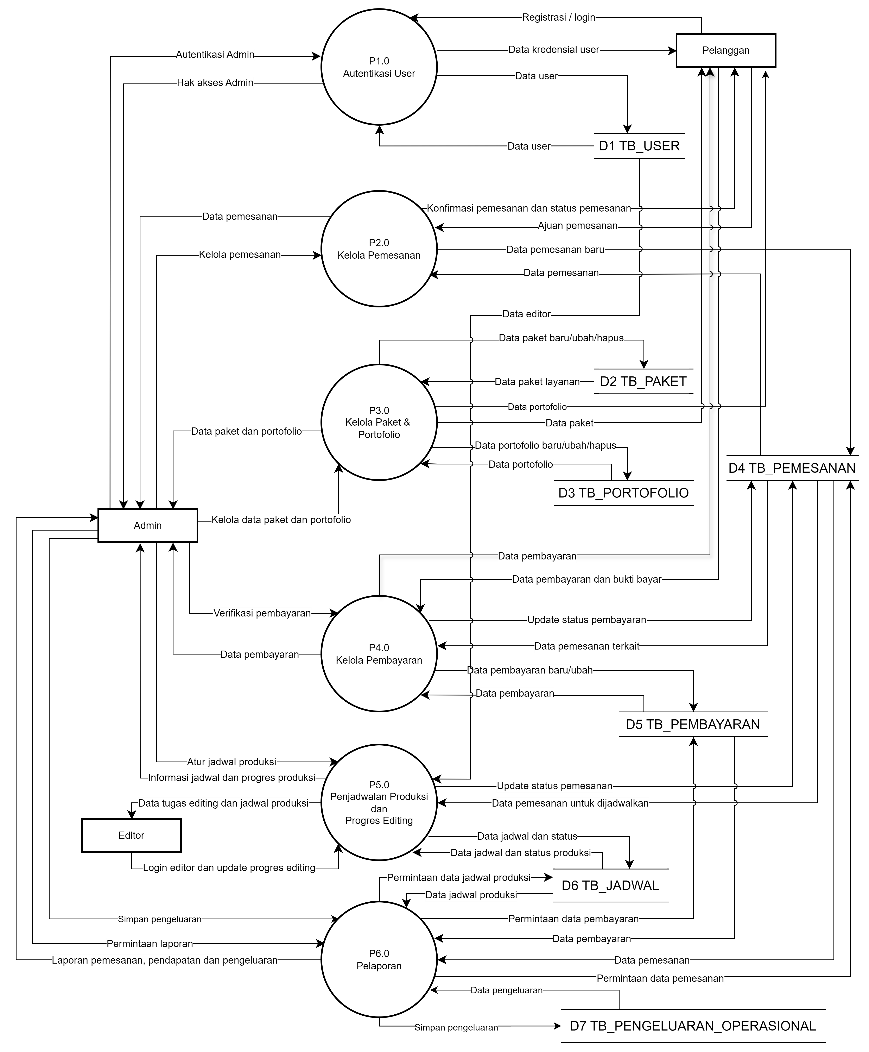 Registrasi / login
P1.0
Autentikasi User
Data kredensial user
Pelanggan
Autentikasi Admin
Data user
Hak akses Admin
Data user
D1 TB_USER
Konfirmasi pemesanan dan status pemesanan
Data pemesanan
Ajuan pemesanan
P2.0
Kelola Pemesanan
Data pemesanan baru
Kelola pemesanan
Data pemesanan
Data editor
Data paket baru/ubah/hapus
Data paket layanan
D2 TB_PAKET
P3.0
Kelola Paket &
Portofolio
Data portofolio
Data paket
Data paket dan portofolio
Data portofolio baru/ubah/hapus
Data portofolio
D4 TB_PEMESANAN
D3 TB_PORTOFOLIO
Admin
Kelola data paket dan portofolio
Data pembayaran
Data pembayaran dan bukti bayar
Verifikasi pembayaran
Update status pembayaran
P4.0
Kelola Pembayaran
Data pembayaran
Data pemesanan terkait
Data pembayaran baru/ubah
Data pembayaran
D5 TB_PEMBAYARAN
Atur jadwal produksi
Informasi jadwal dan progres produksi
P5.0
Penjadwalan Produksi
dan
Progres Editing
Update status pemesanan
Data tugas editing dan jadwal produksi
Data pemesanan untuk dijadwalkan
Editor
Data jadwal dan status
Data jadwal dan status produksi
Login editor dan update progres editing
Permintaan data jadwal produksi
D6 TB_JADWAL
Data jadwal produksi
Simpan pengeluaran
Permintaan data pembayaran
Permintaan laporan
Data pembayaran
P6.0
Pelaporan
Laporan pemesanan, pendapatan dan pengeluaran
Data pemesanan
Permintaan data pemesanan
Data pengeluaran
Simpan pengeluaran
D7 TB_PENGELUARAN_OPERASIONAL